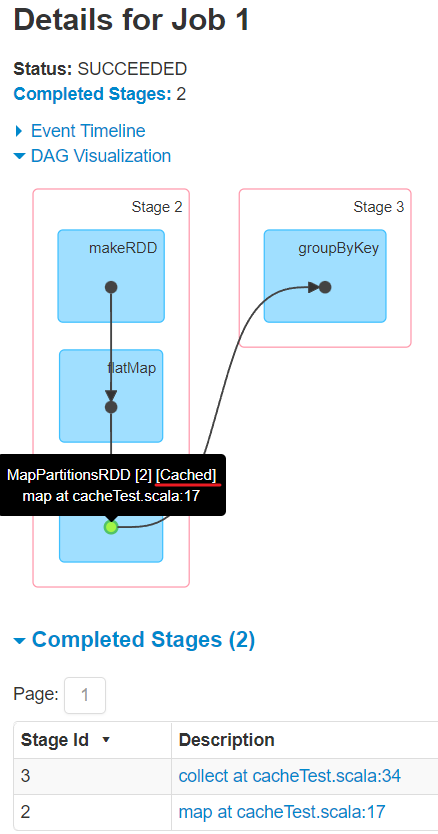 Details for Job 1
Status: SUCCEEDED
Completed Stages: 2
Event Timeline
DAG Visualization
Stage 2
Stage 3
makeRDD
groupByKey
flatMap
MapPartitionsRDD [2] [Cached]
map at cacheTest.scala:17
Completed Stages (2)
Page: 1
Stage Id Description
3 collect at cacheTest.scala:34
2 map at cacheTest.scala:17